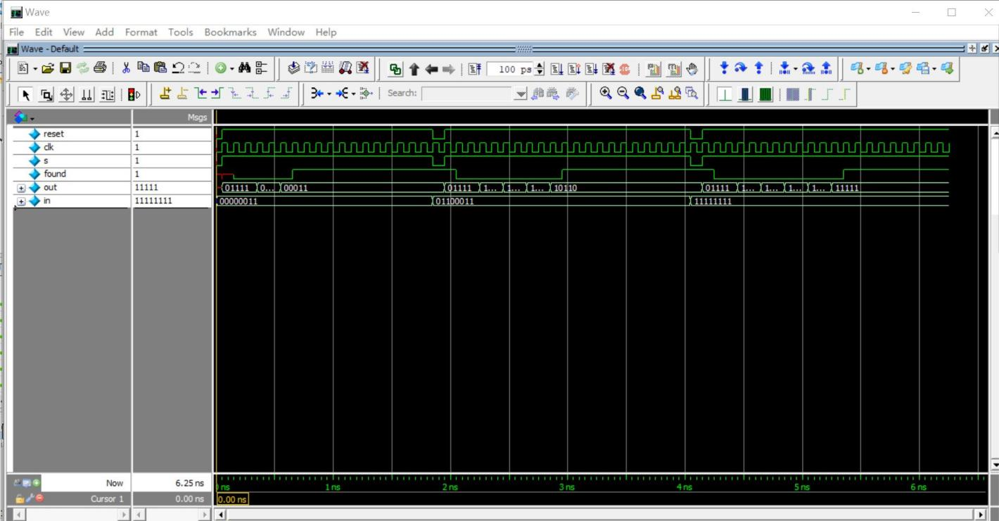 Wave
File Edit View Add Format Tools Bookmarks Window Help
Wave - Default
100 ps
Search:
Msgs
reset 1
clk 1
s 1
found 1
out 11111 01111 0... 00011 01111 1... 1... 1... 10110 01111 1... 1... 1... 1... 11111
in 11111111 00000011 01100011 11111111
Now 6.25 ns ns 1 ns 2 ns 3 ns 4 ns 5 ns 6 ns
Cursor 1 0.00 ns 0.00 ns